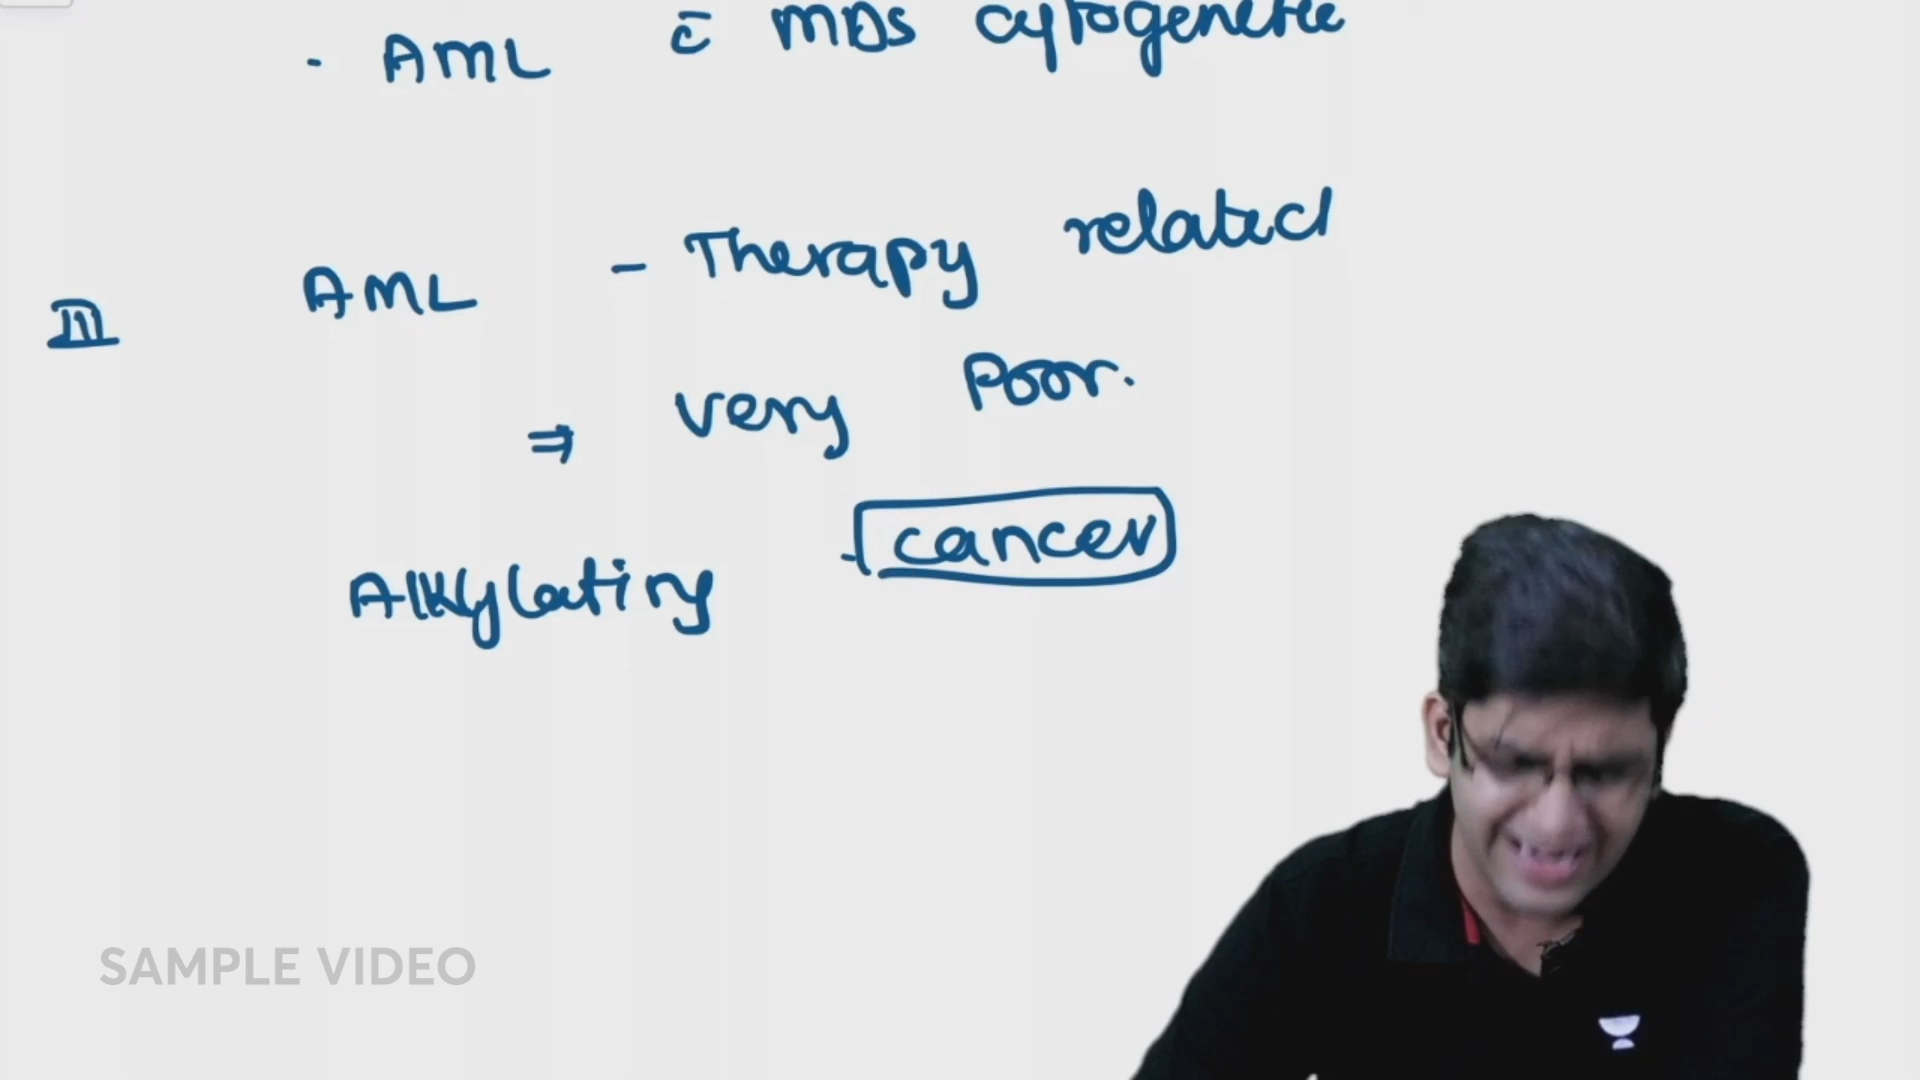 . AML c̄ MDS cytogenetic
III AML - Therapy related
⇒ very Poor.
Alkylating - cancer
SAMPLE VIDEO